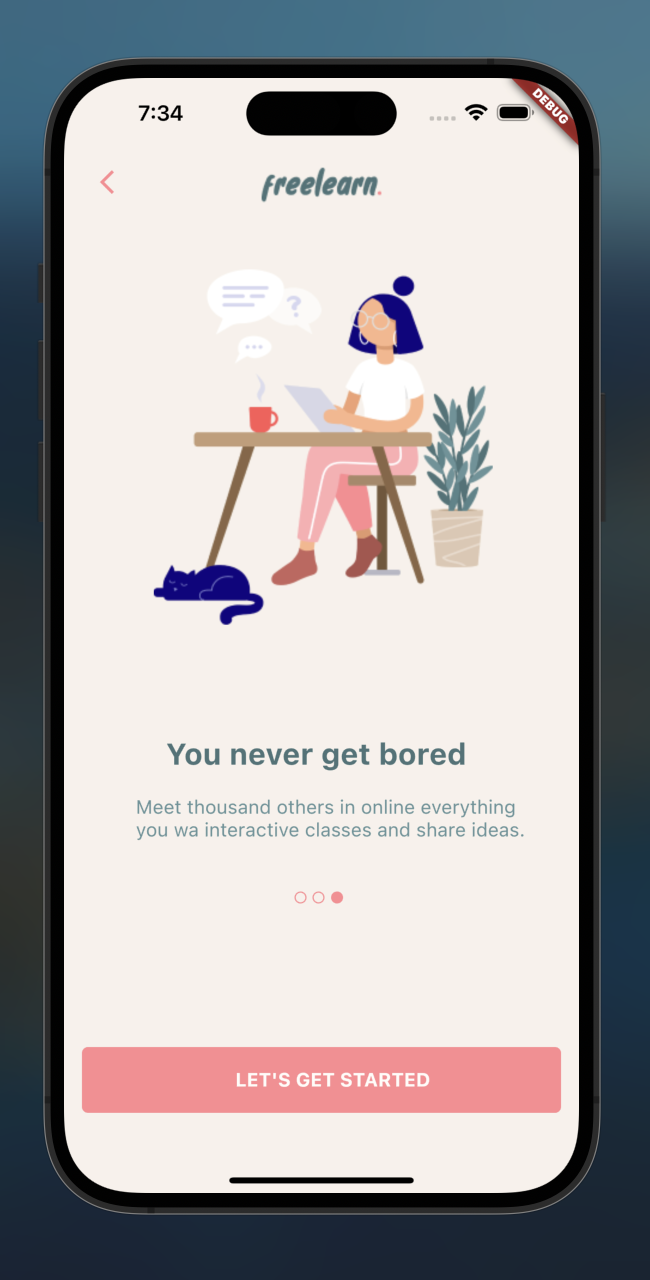 7:34
DEBUG
freelearn.
?
You never get bored
Meet thousand others in online everything
you wa interactive classes and share ideas.
LET'S GET STARTED